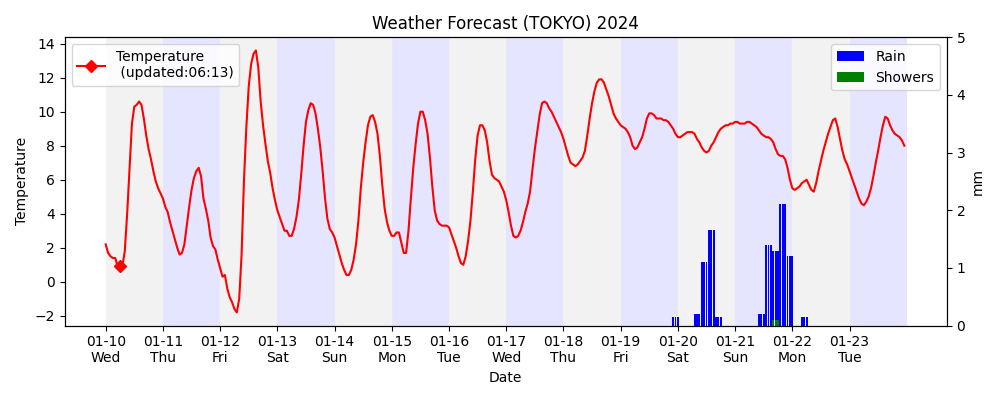 Weather Forecast (TOKYO) 2024
Temperature
(updated:06:13)
Rain
Showers
14
12
10
8
6
4
2
0
−2
Temperature
5
4
3
2
1
0
mm
01-10 01-11 01-12 01-13 01-14 01-15 01-16 01-17 01-18 01-19 01-20 01-21 01-22 01-23
Wed Thu Fri Sat Sun Mon Tue Wed Thu Fri Sat Sun Mon Tue
Date